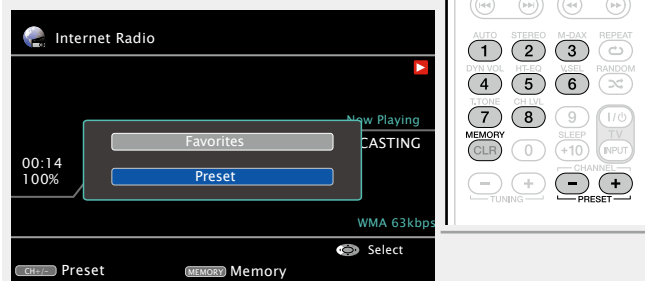 Internet Radio
Now Playing
CASTING
Favorites
Preset
00:14
100%
WMA 63kbps
Select
CH+/- Preset
MEMORY Memory
AUTO STEREO M-DAX REPEAT
1 2 3
DYN VOL HT-EQ V.SEL RANDOM
4 5 6
T.TONE CH LVL
7 8 9 I/
MEMORY SLEEP TV
CLR 0 +10 INPUT
CHANNEL
− + − +
TUNING PRESET